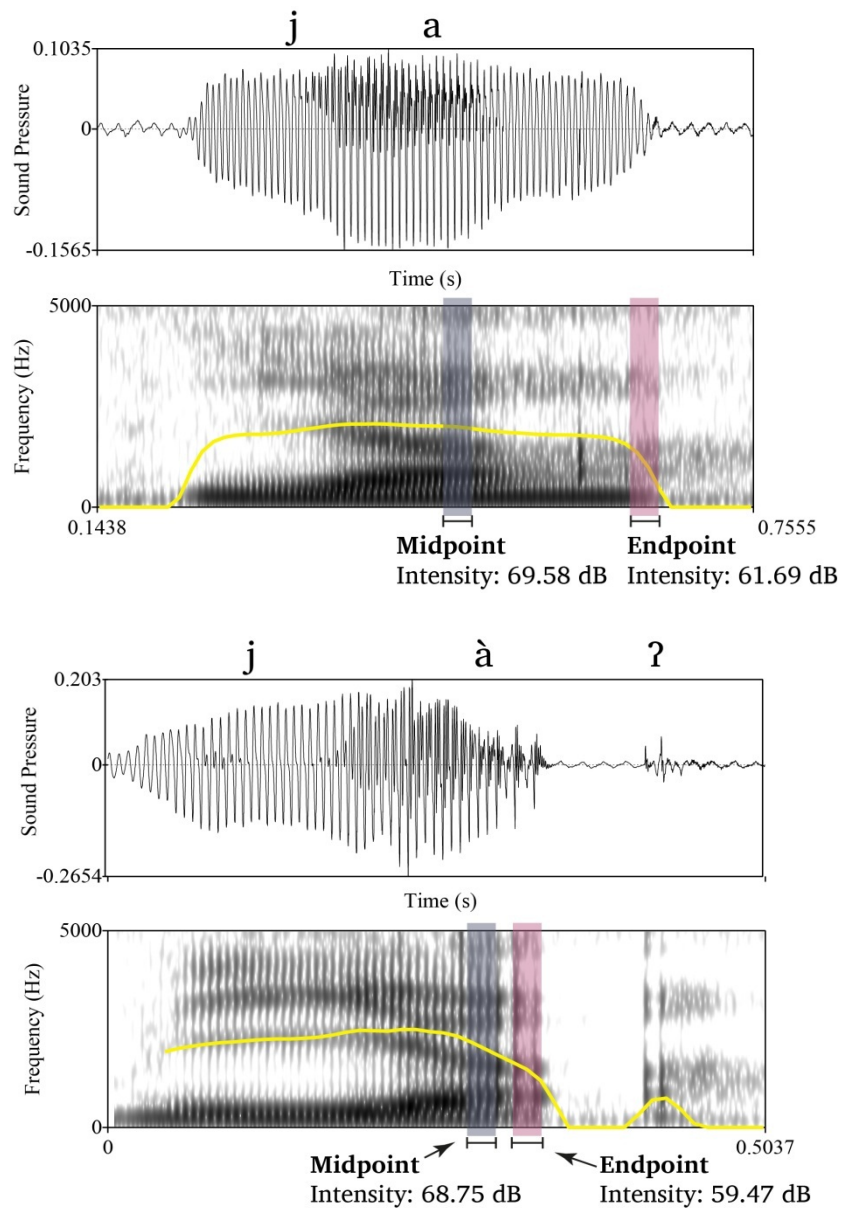 j a
0.1035
Sound Pressure
0
-0.1565
Time (s)
5000
Frequency (Hz)
0
0.1438 0.7555
Midpoint Endpoint
Intensity: 69.58 dB Intensity: 61.69 dB
j à ʔ
0.203
Sound Pressure
0
-0.2654
Time (s)
5000
Frequency (Hz)
0
0 0.5037
Midpoint Endpoint
Intensity: 68.75 dB Intensity: 59.47 dB